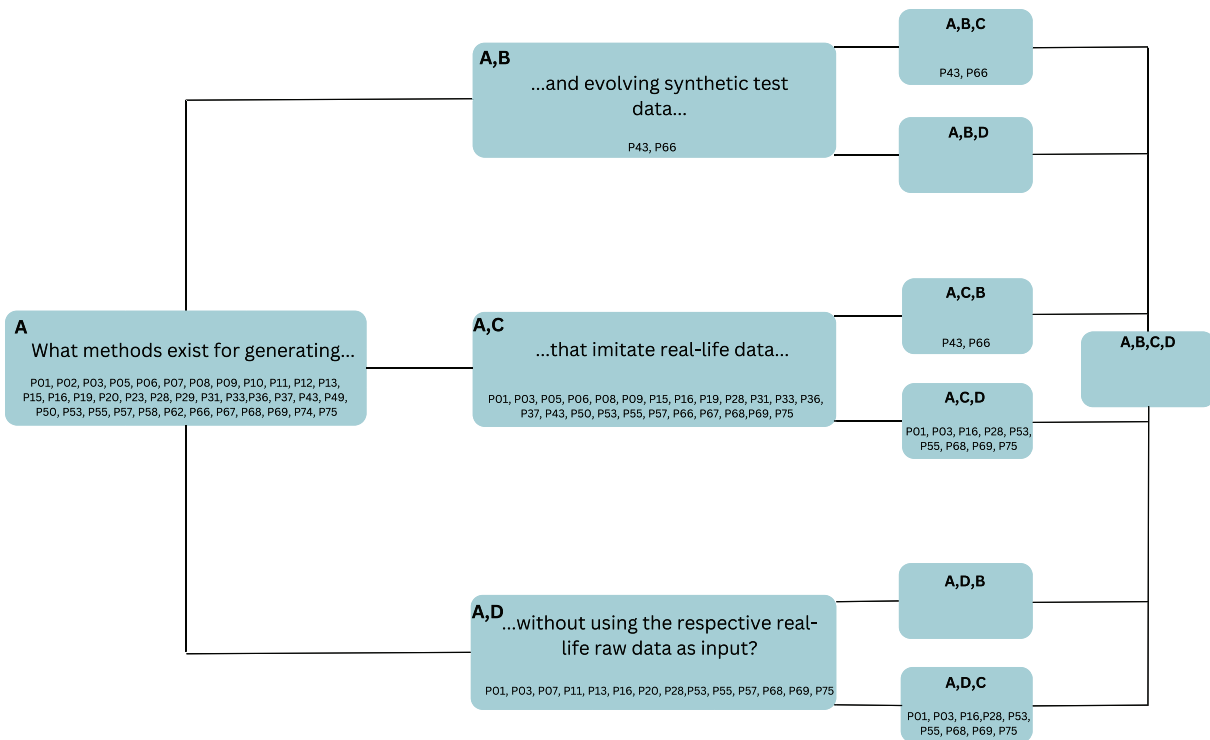 A
What methods exist for generating...
P01, P02, P03, P05, P06, P07, P08, P09, P10, P11, P12, P13,
P15, P16, P19, P20, P23, P28, P29, P31, P33,P36, P37, P43, P49,
P50, P53, P55, P57, P58, P62, P66, P67, P68, P69, P74, P75
A,B
...and evolving synthetic test
data...
P43, P66
A,C
...that imitate real-life data...
P01, P03, P05, P06, P08, P09, P15, P16, P19, P28, P31, P33, P36,
P37, P43, P50, P53, P55, P57, P66, P67, P68,P69, P75
A,D
...without using the respective real-
life raw data as input?
P01, P03, P07, P11, P13, P16, P20, P28,P53, P55, P57, P68, P69, P75
A,B,C
P43, P66
A,B,D
A,C,B
P43, P66
A,C,D
P01, P03, P16, P28, P53,
P55, P68, P69, P75
A,D,B
A,D,C
P01, P03, P16,P28, P53,
P55, P68, P69, P75
A,B,C,D